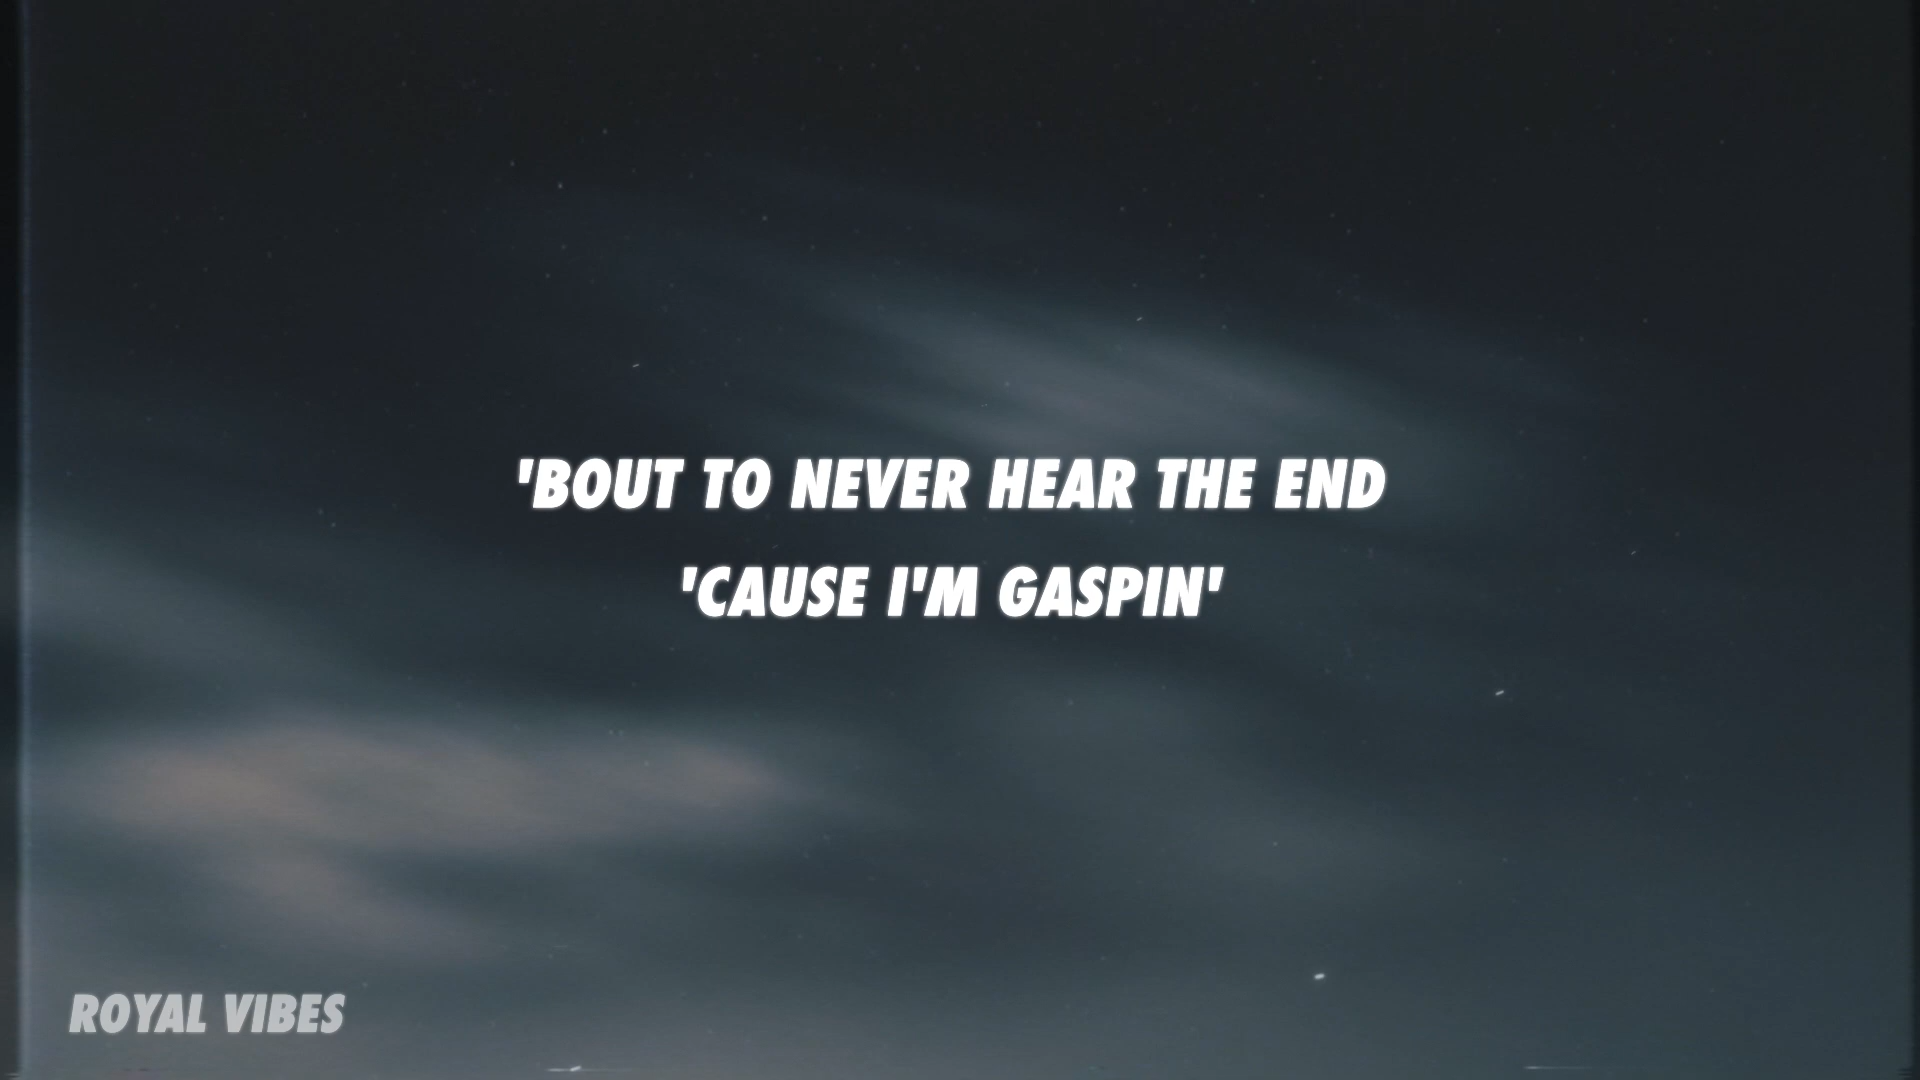 'BOUT TO NEVER HEAR THE END
'CAUSE I'M GASPIN'
ROYAL VIBES